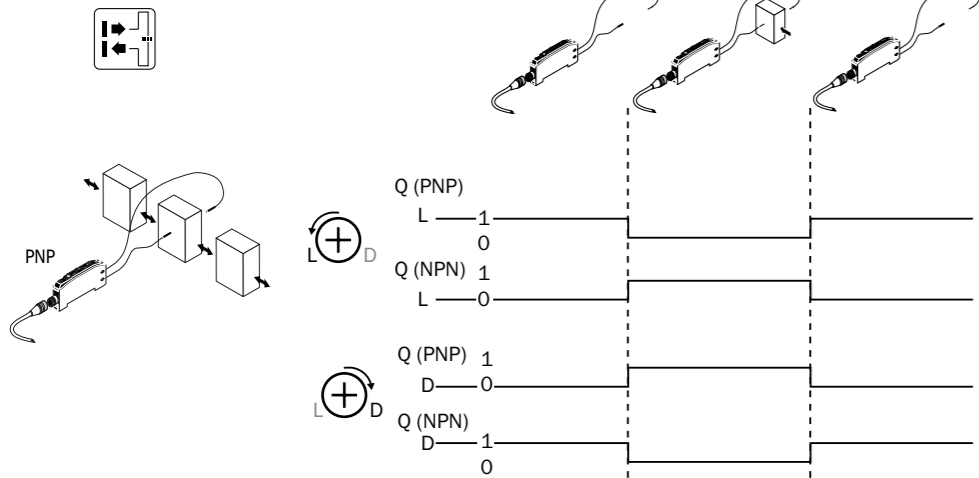 PNP
L D
Q (PNP)
L 1
0
Q (NPN) 1
L 0
L D
Q (PNP) 1
D 0
Q (NPN)
D 1
0